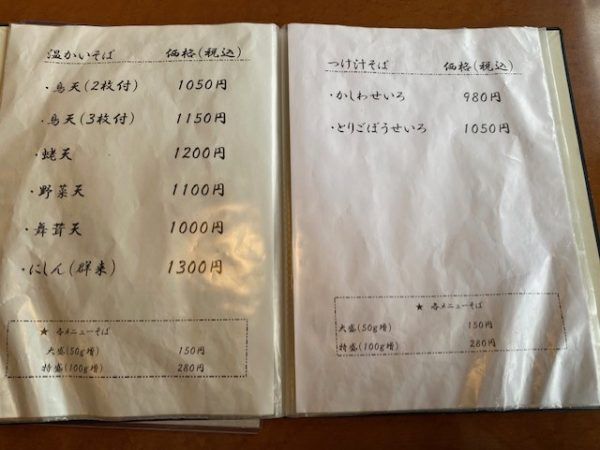 温かいそば 価格(税込)
・鳥天(2枚付) 1050円
・鳥天(3枚付) 1150円
・蛯天 1200円
・野菜天 1100円
・舞茸天 1000円
・にしん(群来) 1300円
★ 各メニューそば
大盛(50g増) 150円
特盛(100g増) 280円
つけ汁そば 価格(税込)
・かしわせいろ 980円
・とりごぼうせいろ 1050円
★ 各メニューそば
大盛(50g増) 150円
特盛(100g増) 280円